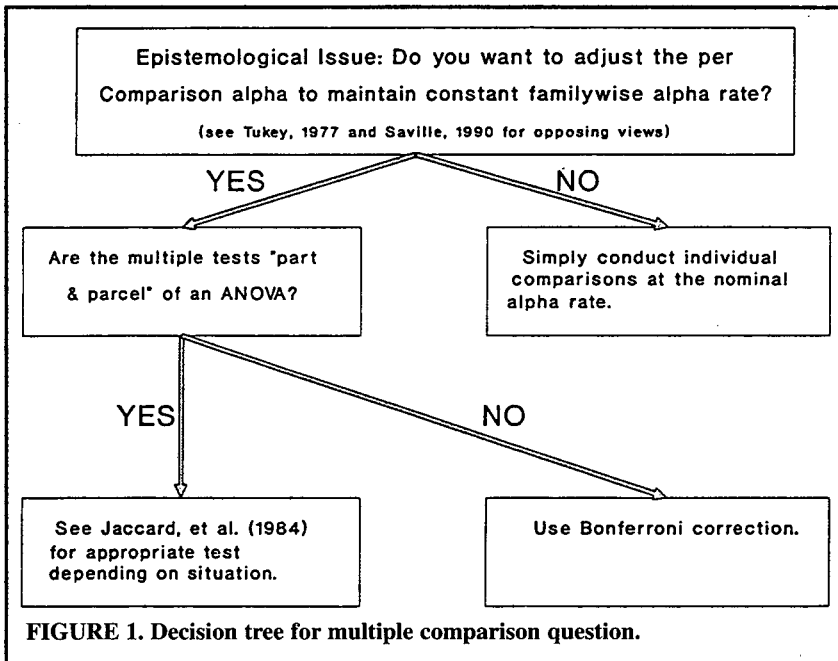 Epistemological Issue: Do you want to adjust the per
Comparison alpha to maintain constant familywise alpha rate?
(see Tukey, 1977 and Saville, 1990 for opposing views)
YES
NO
Are the multiple tests "part
& parcel" of an ANOVA?
Simply conduct individual
comparisons at the nominal
alpha rate.
YES
NO
See Jaccard, et al. (1984)
for appropriate test
depending on situation.
Use Bonferroni correction.
FIGURE 1. Decision tree for multiple comparison question.